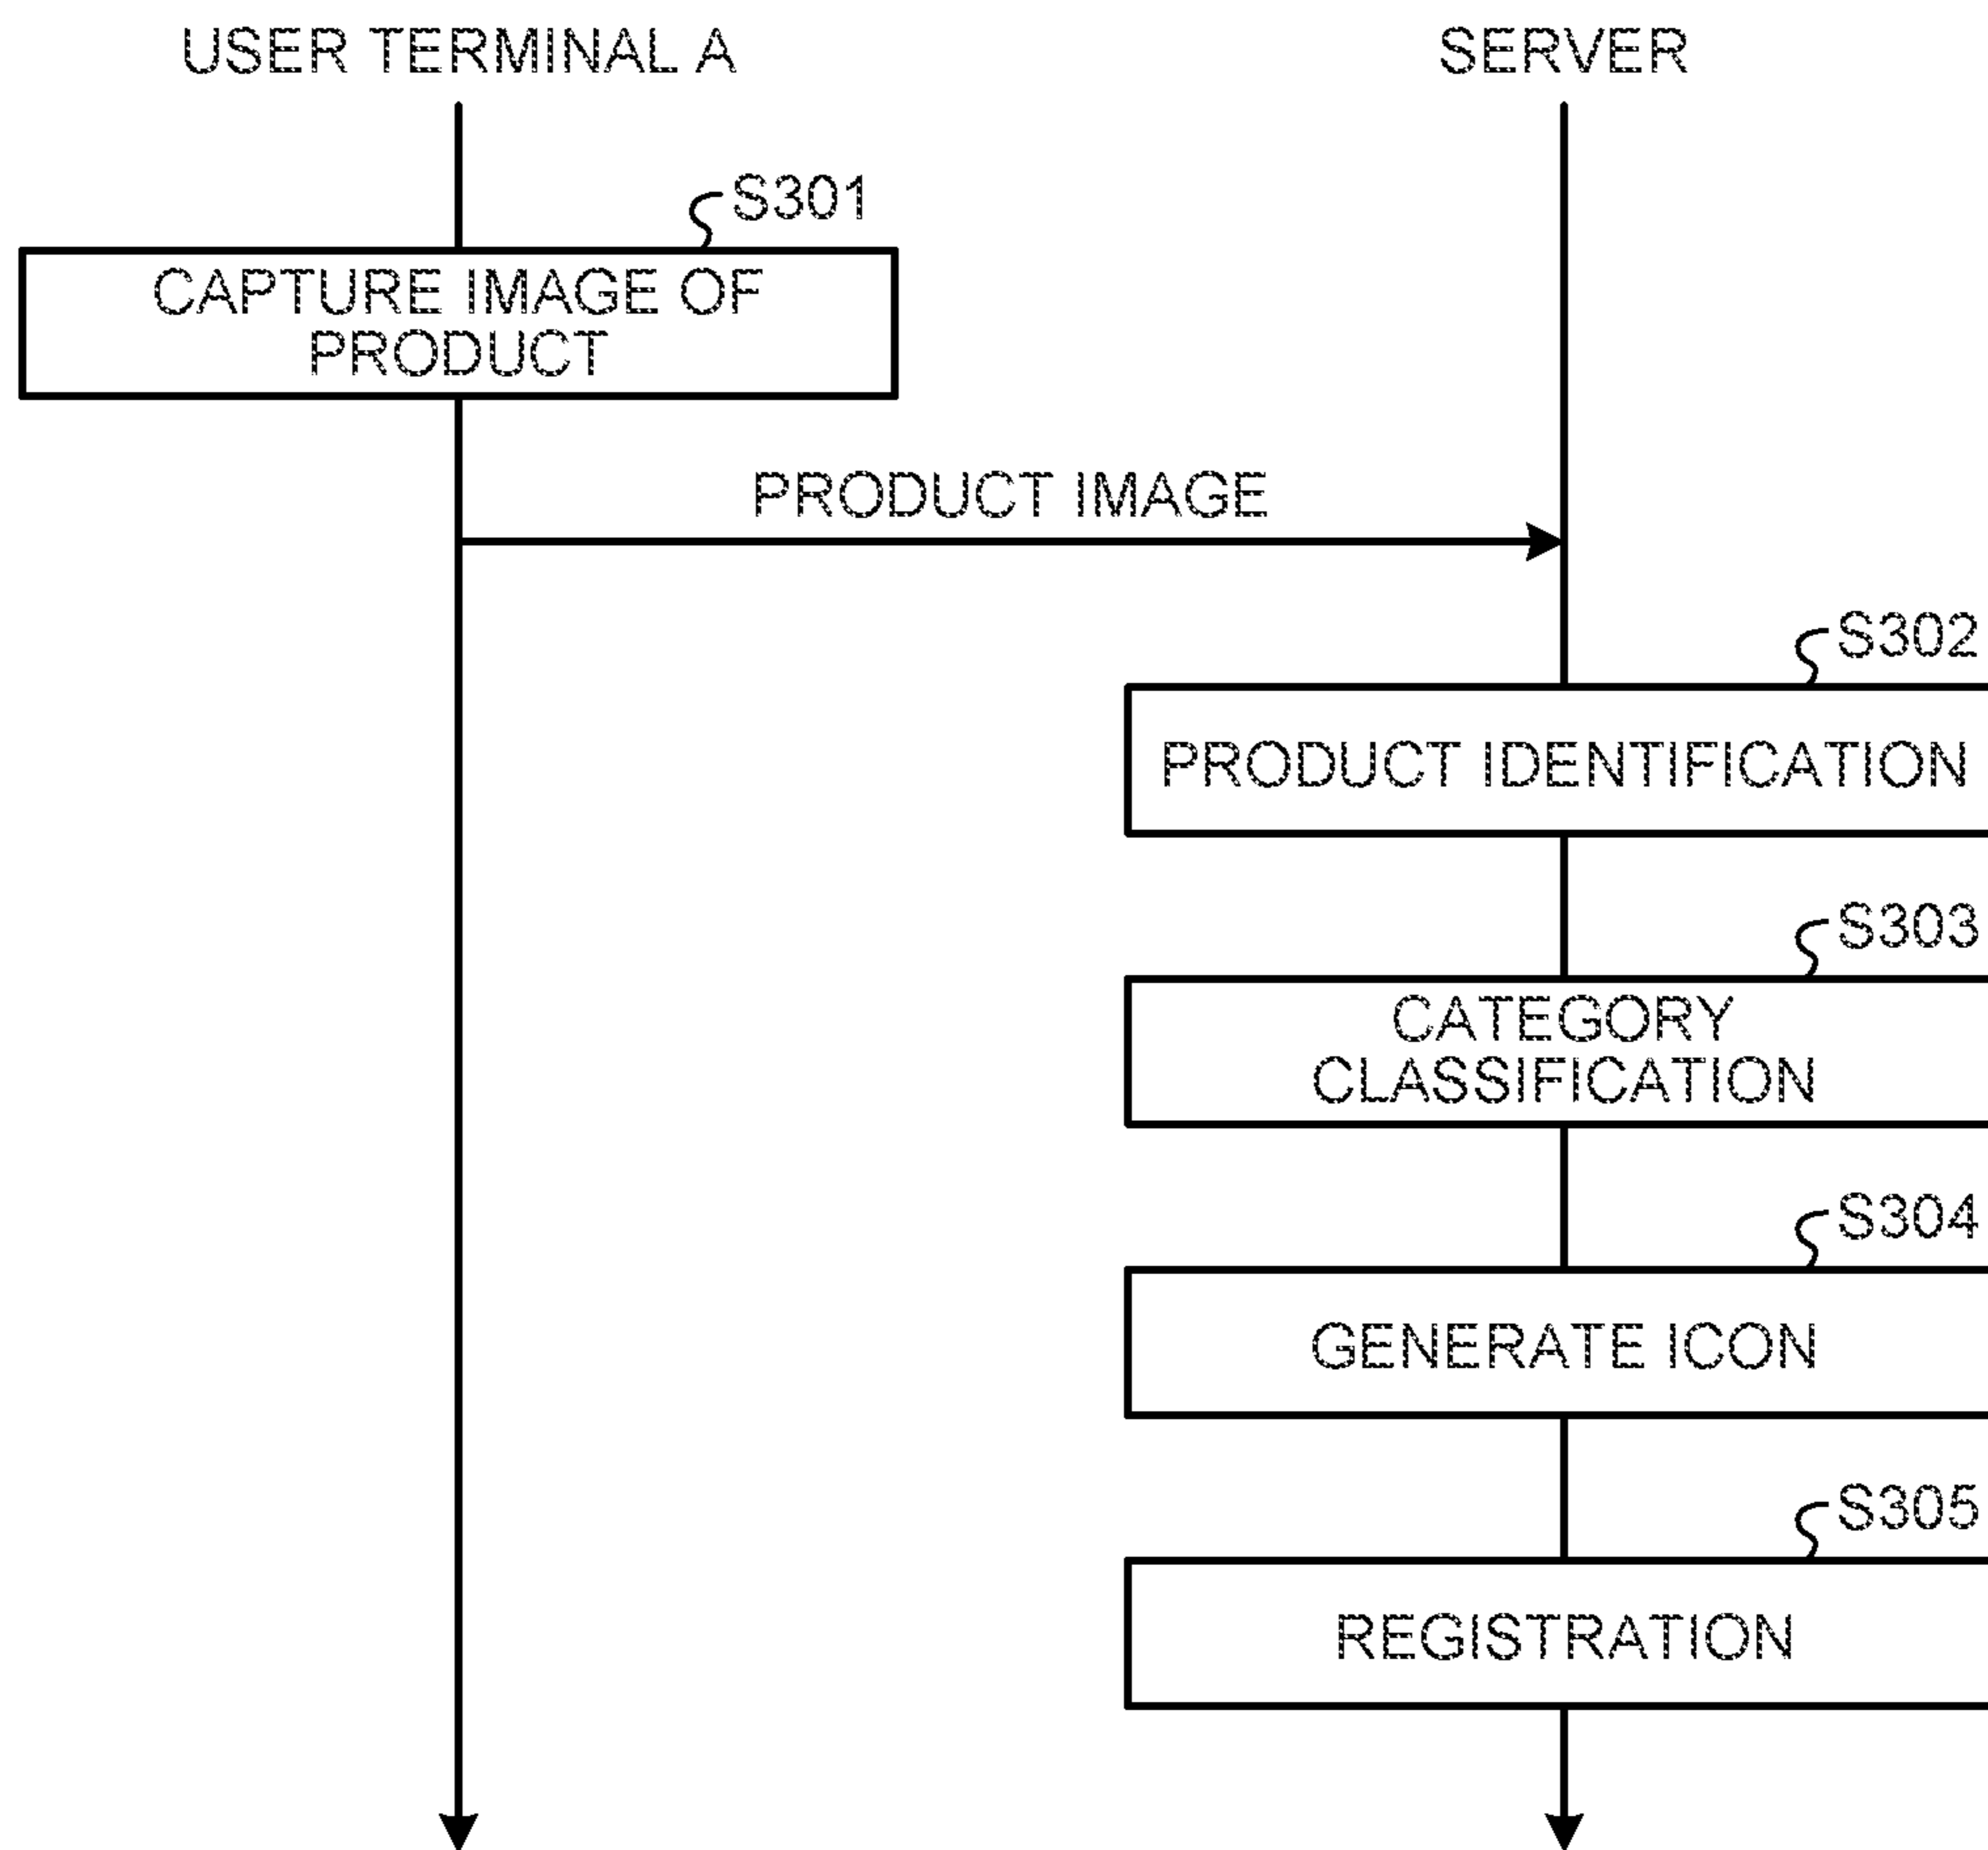 USER TERMINAL A
SERVER
S301
CAPTURE IMAGE OF
PRODUCT
PRODUCT IMAGE
S302
PRODUCT IDENTIFICATION
S303
CATEGORY
CLASSIFICATION
S304
GENERATE ICON
S305
REGISTRATION